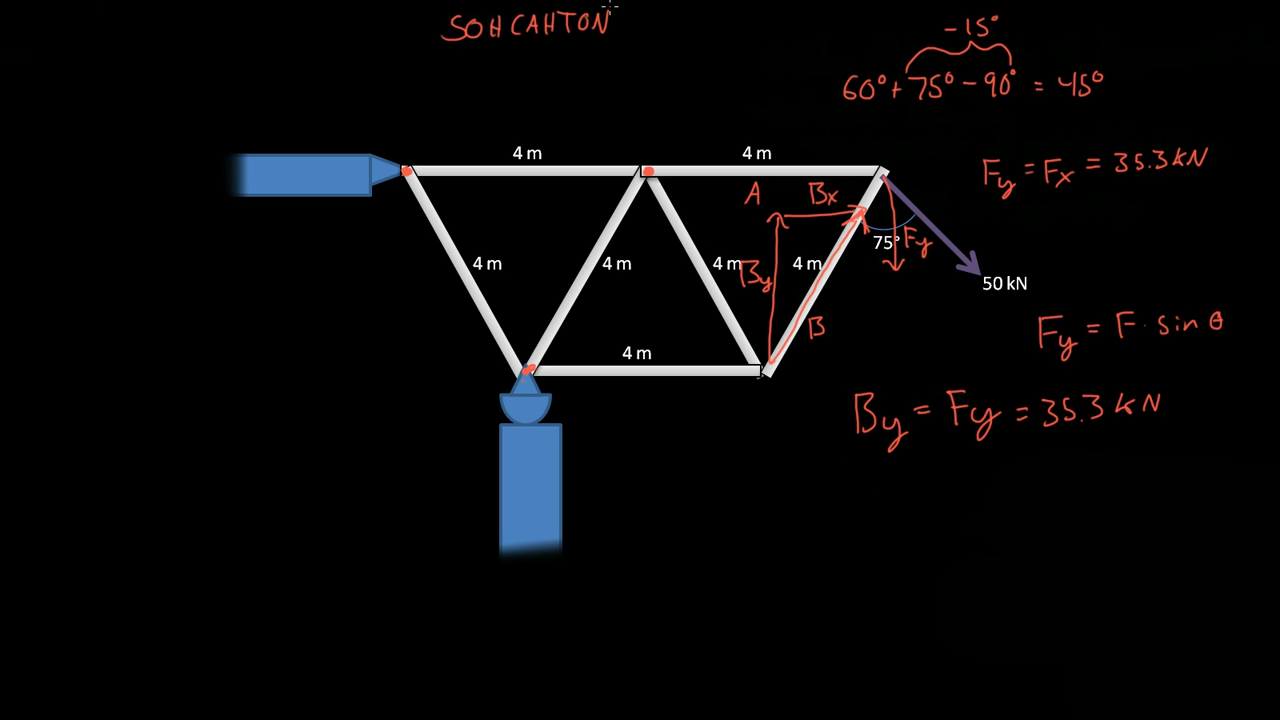 SOHCAHTON
-15°
60° + 75° - 90° = 45°
4 m
4 m
Fy = Fx = 35.3 kN
A
Bx
4 m
4 m
4 m
By
4 m
75°
Fy
50 kN
B
Fy = F · sin θ
4 m
By = Fy = 35.3 kN